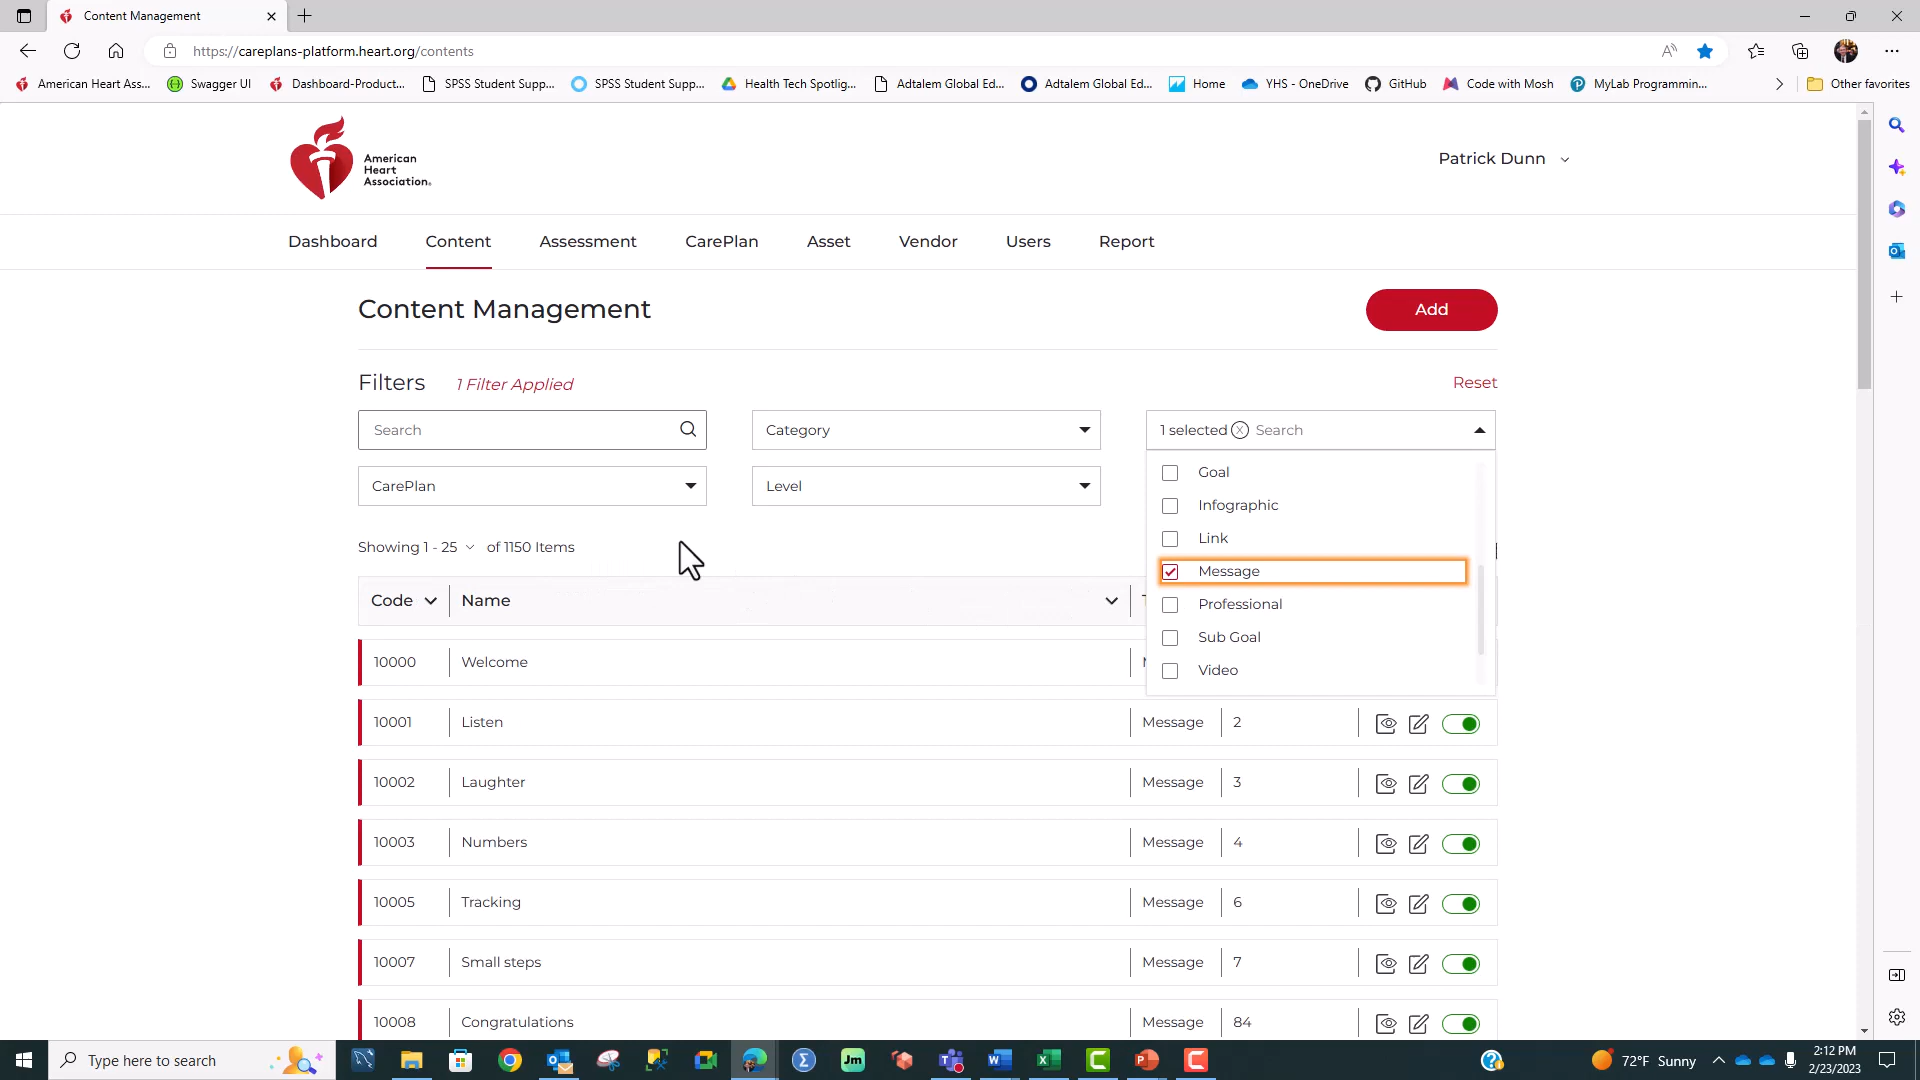 Content Management
https://careplans-platform.heart.org/contents
American Heart Ass...
Swagger UI
Dashboard-Product...
SPSS Student Supp...
SPSS Student Supp...
Health Tech Spotlig...
Adtalem Global Ed...
Adtalem Global Ed...
Home
YHS - OneDrive
GitHub
Code with Mosh
MyLab Programmin...
Other favorites
American
Heart
Association.
Patrick Dunn
Dashboard
Content
Assessment
CarePlan
Asset
Vendor
Users
Report
Content Management
Add
Filters
1 Filter Applied
Reset
Search
Category
1 selected
Search
CarePlan
Level
Goal
Infographic
Link
Message
Professional
Sub Goal
Video
Showing 1 - 25 of 1150 Items
Code
Name
10000 Welcome
10001 Listen Message 2
10002 Laughter Message 3
10003 Numbers Message 4
10005 Tracking Message 6
10007 Small steps Message 7
10008 Congratulations Message 84
Type here to search
Jm
72°F Sunny
2:12 PM
2/23/2023